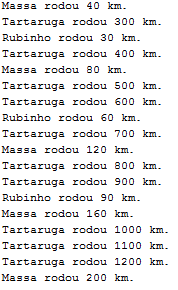 Massa rodou 40 km.
Tartaruga rodou 300 km.
Rubinho rodou 30 km.
Tartaruga rodou 400 km.
Massa rodou 80 km.
Tartaruga rodou 500 km.
Tartaruga rodou 600 km.
Rubinho rodou 60 km.
Tartaruga rodou 700 km.
Massa rodou 120 km.
Tartaruga rodou 800 km.
Tartaruga rodou 900 km.
Rubinho rodou 90 km.
Massa rodou 160 km.
Tartaruga rodou 1000 km.
Tartaruga rodou 1100 km.
Tartaruga rodou 1200 km.
Massa rodou 200 km.